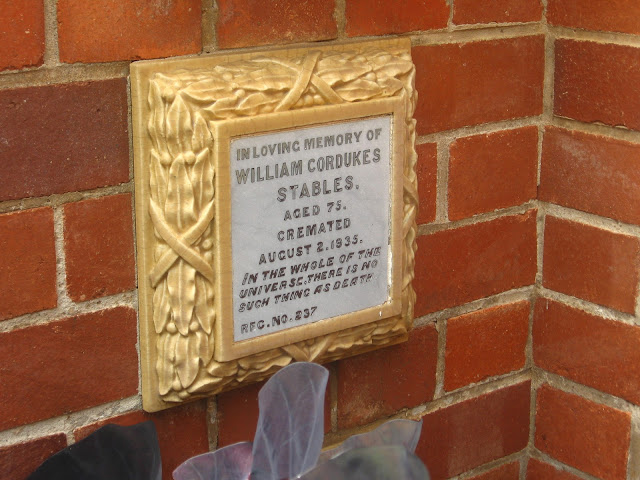 IN LOVING MEMORY OF
WILLIAM CORDUKES
STABLES.
AGED 75.
CREMATED
AUGUST 2.1935.
IN THE WHOLE OF THE
UNIVERSE, THERE IS NO
SUCH THING AS DEATH.
RFC. NO. 237